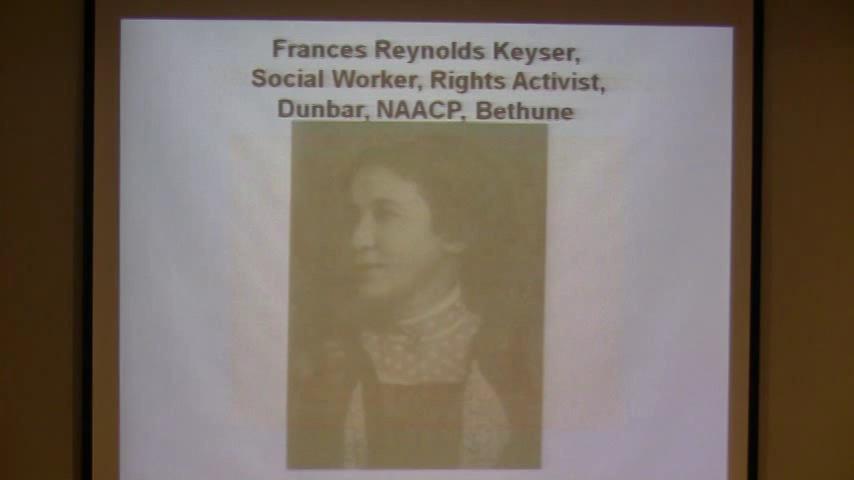 Frances Reynolds Keyser,
Social Worker, Rights Activist,
Dunbar, NAACP, Bethune